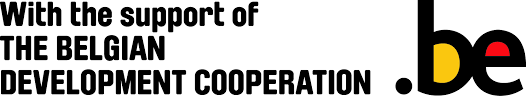 With the support of
THE BELGIAN
DEVELOPMENT COOPERATION
.be